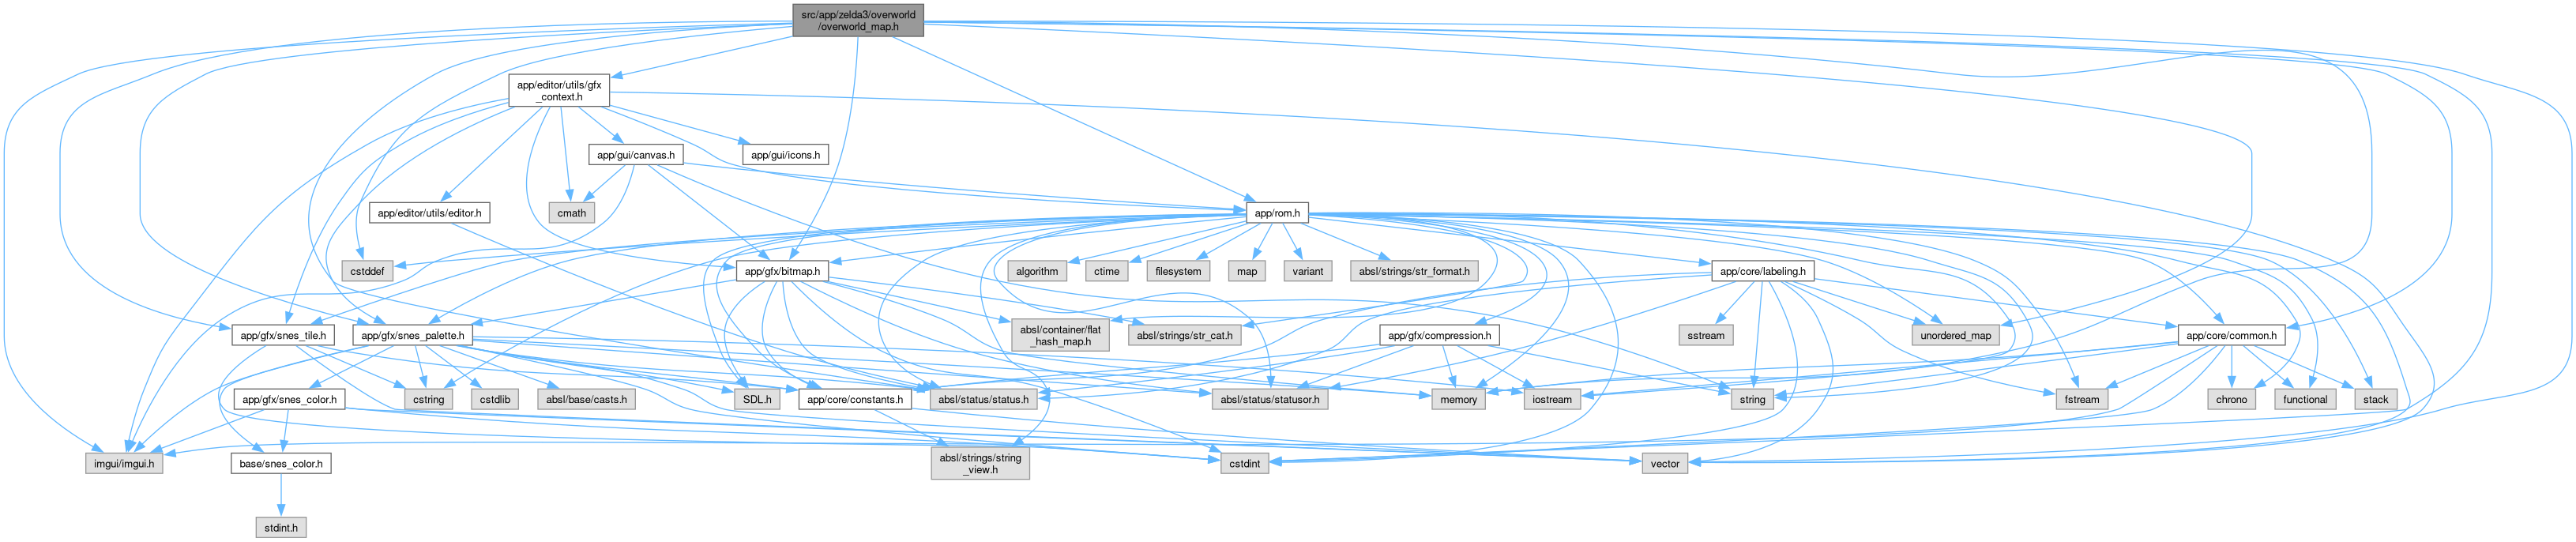 src/app/zelda3/overworld
/overworld_map.h
app/editor/utils/gfx
_context.h
app/gui/canvas.h
app/gui/icons.h
app/editor/utils/editor.h
cmath
app/rom.h
cstddef
app/gfx/bitmap.h
algorithm
ctime
filesystem
map
variant
absl/strings/str_format.h
app/core/labeling.h
app/gfx/snes_tile.h
app/gfx/snes_palette.h
absl/container/flat
_hash_map.h
absl/strings/str_cat.h
app/gfx/compression.h
sstream
unordered_map
app/core/common.h
app/gfx/snes_color.h
cstring
cstdlib
absl/base/casts.h
SDL.h
app/core/constants.h
absl/status/status.h
absl/status/statusor.h
memory
iostream
string
fstream
chrono
functional
stack
imgui/imgui.h
base/snes_color.h
absl/strings/string
_view.h
cstdint
vector
stdint.h